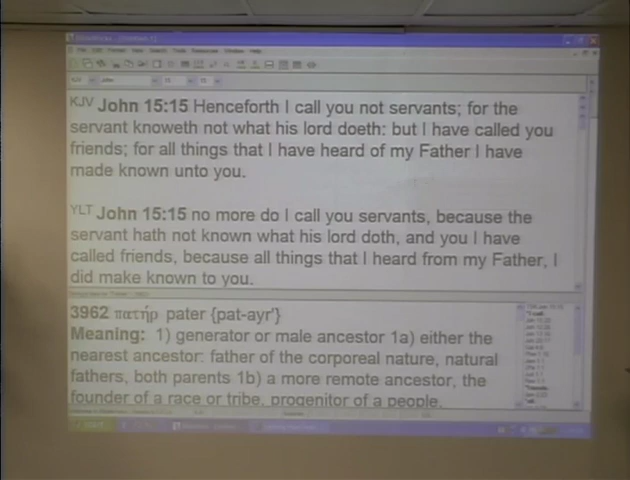 KJV John 15:15 Henceforth I call you not servants; for the
servant knoweth not what his lord doeth: but I have called you
friends; for all things that I have heard of my Father I have
made known unto you.
YLT John 15:15 no more do I call you servants, because the
servant hath not known what his lord doth, and you I have
called friends, because all things that I heard from my Father, I
did make known to you.
3962 πατήρ pater {pat-ayr'}
Meaning: 1) generator or male ancestor 1a) either the
nearest ancestor: father of the corporeal nature, natural
fathers, both parents 1b) a more remote ancestor, the
founder of a race or tribe, progenitor of a people,